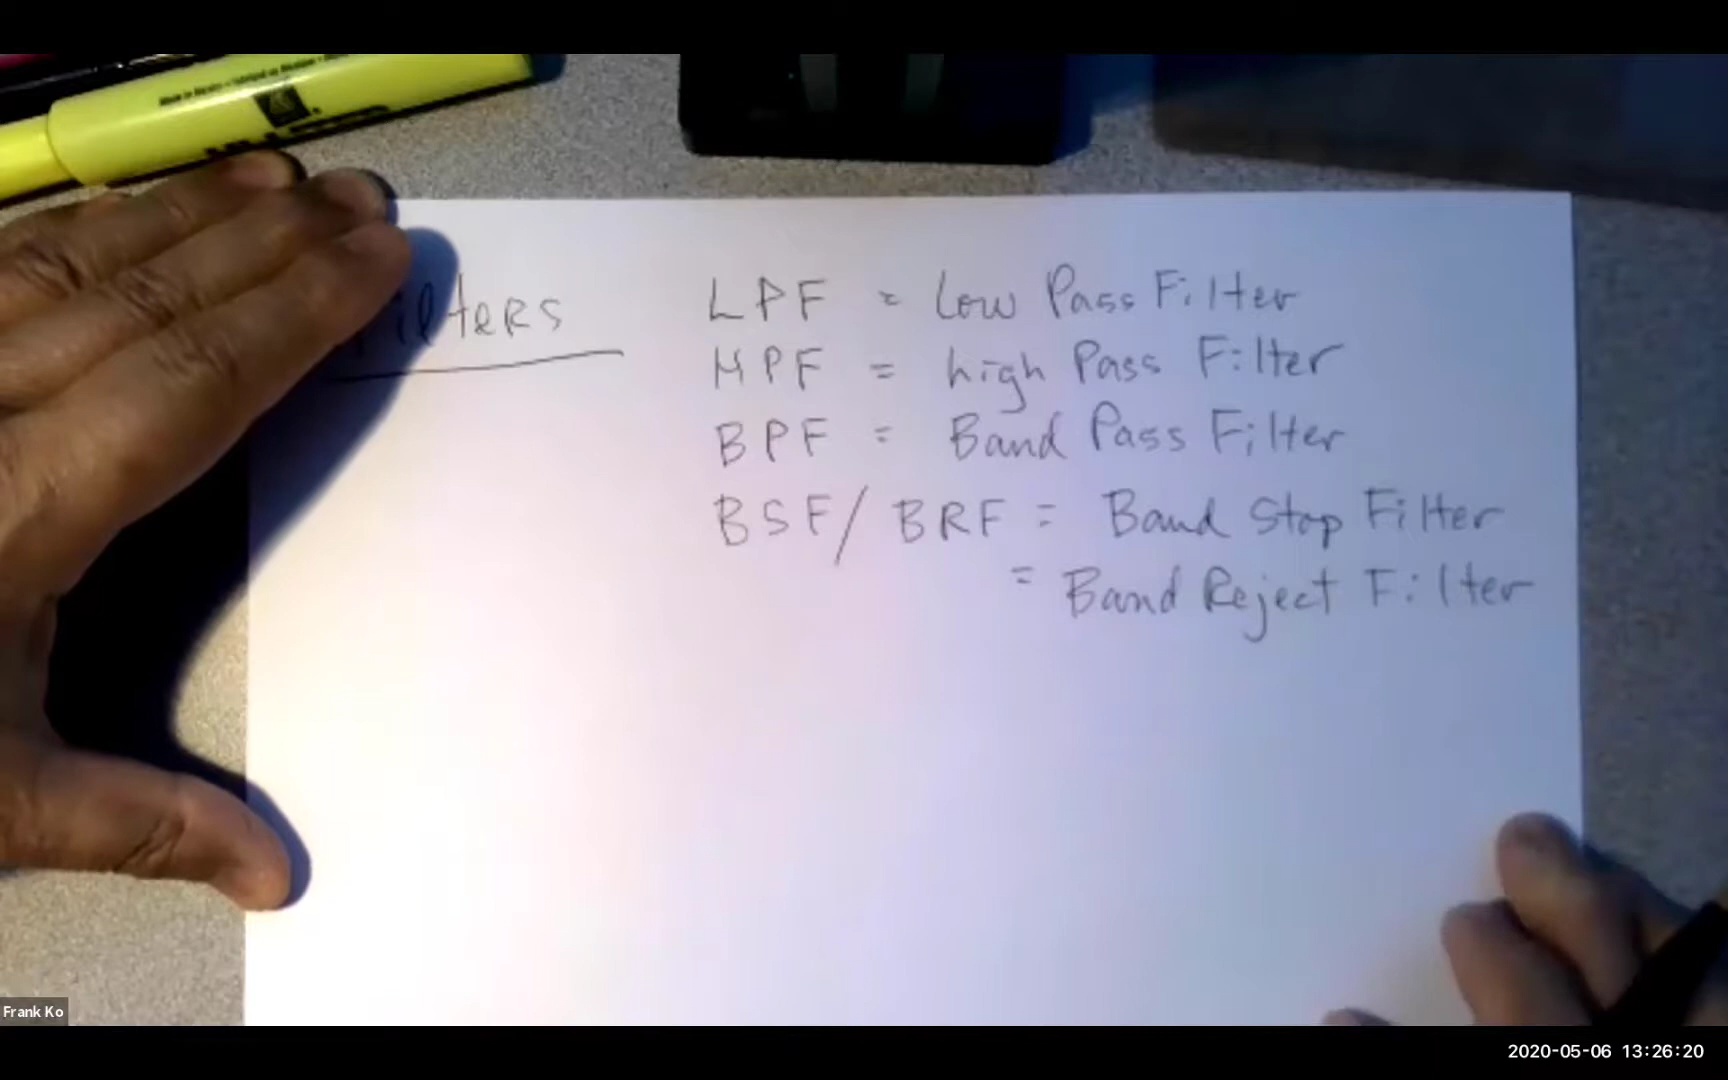 Filters
LPF = Low Pass Filter
HPF = high Pass Filter
BPF = Band Pass Filter
BSF/ BRF = Band Stop Filter
= Band Reject Filter
Frank Ko
2020-05-06 13:26:20